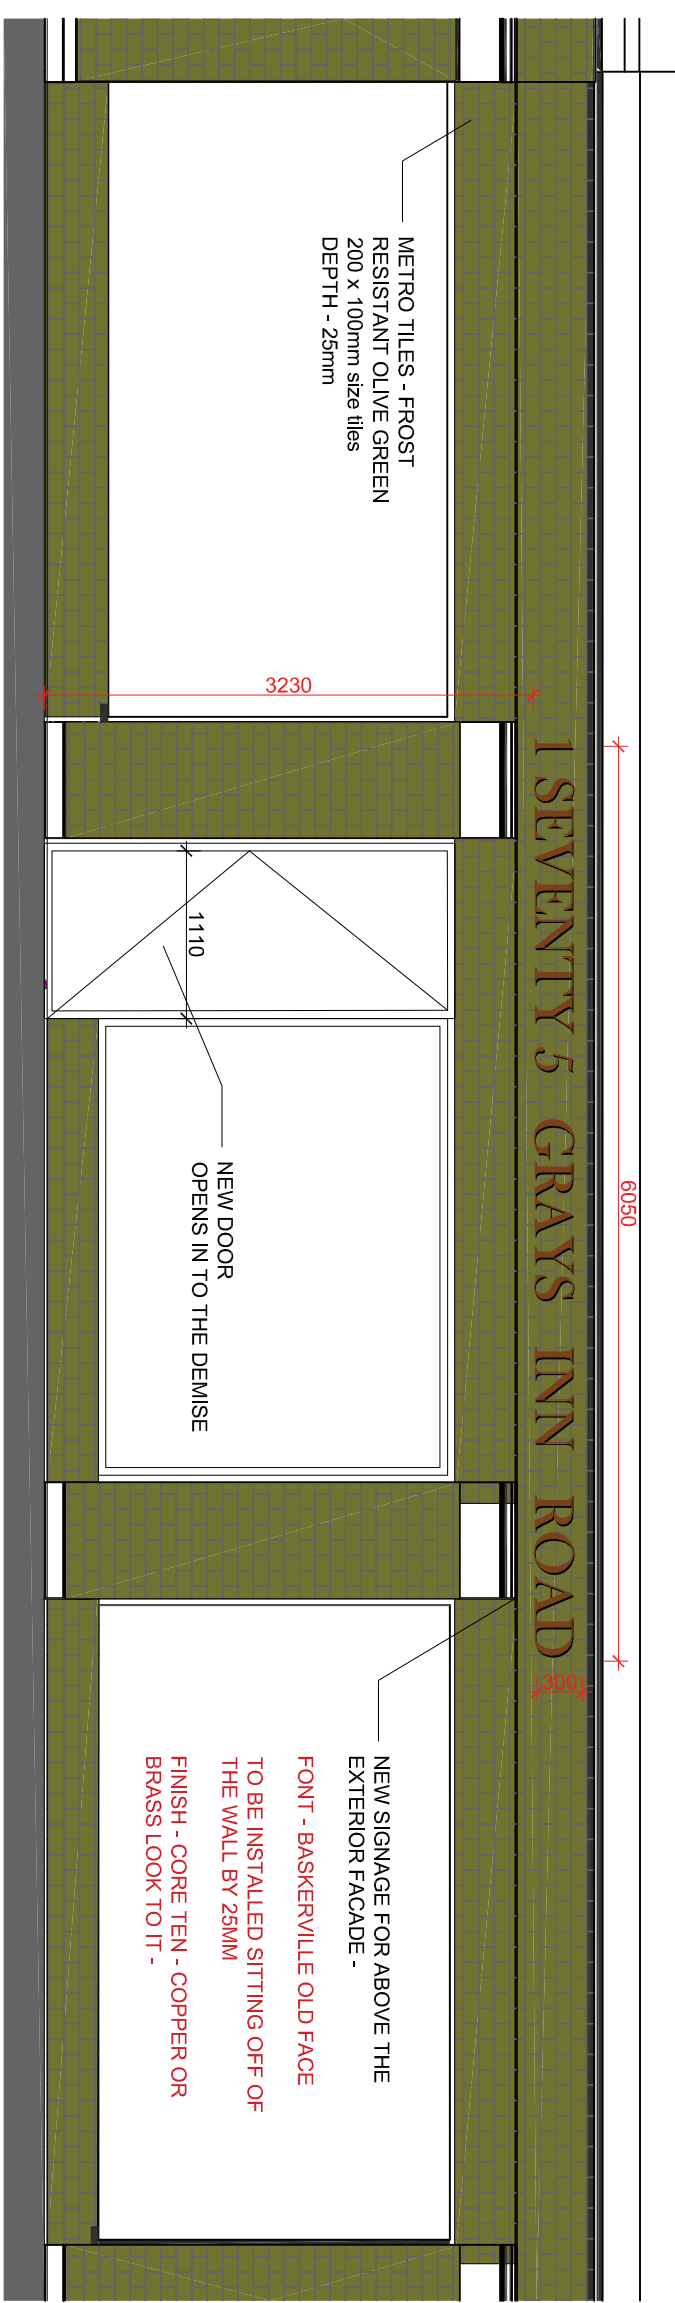 1 SEVENTY 5 GRAYS INN ROAD
6050
300
3230
1110
METRO TILES - FROST
RESISTANT OLIVE GREEN
200 x 100mm size tiles
DEPTH - 25mm
NEW DOOR
OPENS IN TO THE DEMISE
NEW SIGNAGE FOR ABOVE THE
EXTERIOR FACADE -
FONT - BASKERVILLE OLD FACE
TO BE INSTALLED SITTING OFF OF
THE WALL BY 25MM
FINISH - CORE TEN - COPPER OR
BRASS LOOK TO IT -